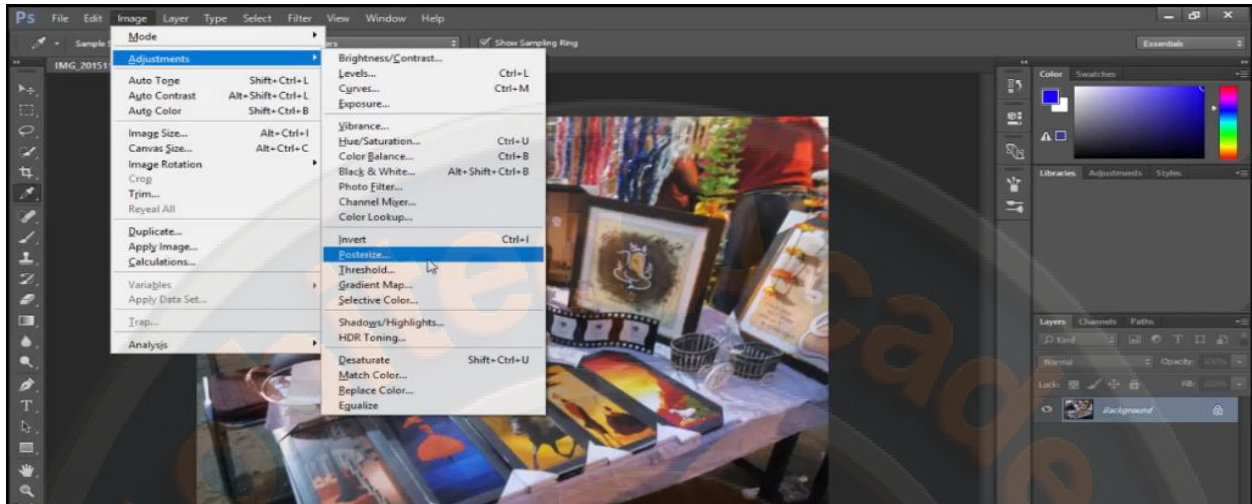 Ps File Edit Image Layer Type Select Filter View Window Help
Show Sampling Ring
Essentials
IMG_2015
Mode
Adjustments
Auto Tone Shift+Ctrl+L
Auto Contrast Alt+Shift+Ctrl+L
Auto Color Shift+Ctrl+B
Image Size... Alt+Ctrl+I
Canvas Size... Alt+Ctrl+C
Image Rotation
Crop
Trim...
Reveal All
Duplicate...
Apply Image...
Calculations...
Variables
Apply Data Set...
Trap...
Analysis
Brightness/Contrast...
Levels... Ctrl+L
Curves... Ctrl+M
Exposure...
Vibrance...
Hue/Saturation... Ctrl+U
Color Balance... Ctrl+B
Black & White... Alt+Shift+Ctrl+B
Photo Filter...
Channel Mixer...
Color Lookup...
Invert Ctrl+I
Posterize...
Threshold...
Gradient Map...
Selective Color...
Shadows/Highlights...
HDR Toning...
Desaturate Shift+Ctrl+U
Match Color...
Replace Color...
Equalize
Color Swatches
Libraries Adjustments Styles
Layers Channels Paths
Kind
Normal Opacity: 100%
Lock: Fill: 100%
Background